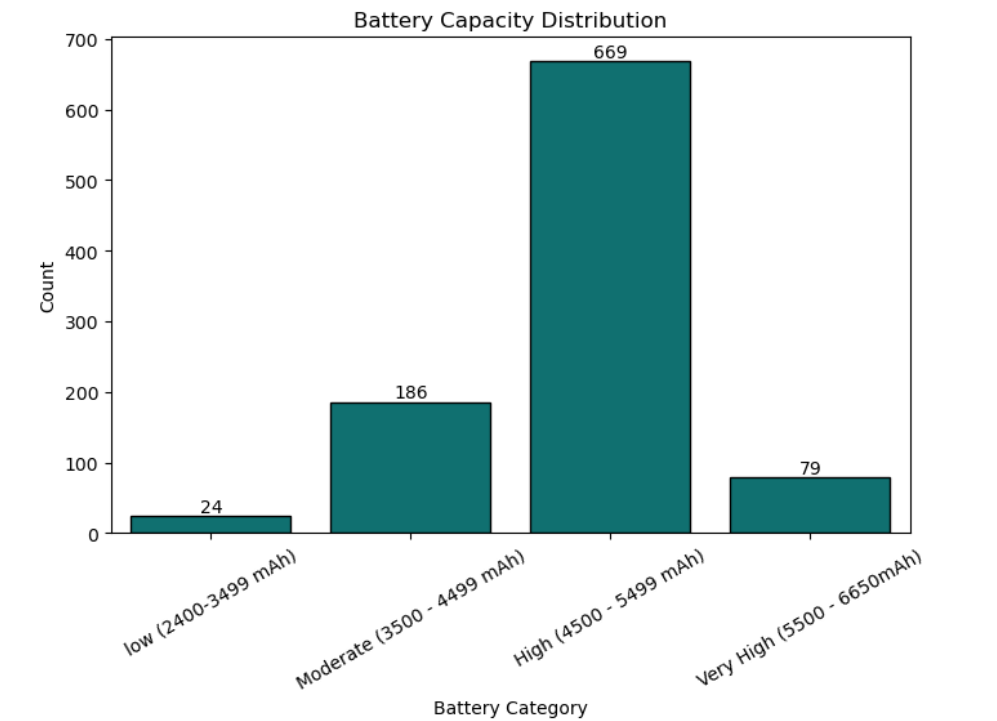 Battery Capacity Distribution
700
600
500
400
300
200
100
0
Count
24
186
669
79
low (2400-3499 mAh)
Moderate (3500 - 4499 mAh)
High (4500 - 5499 mAh)
Very High (5500 - 6650mAh)
Battery Category